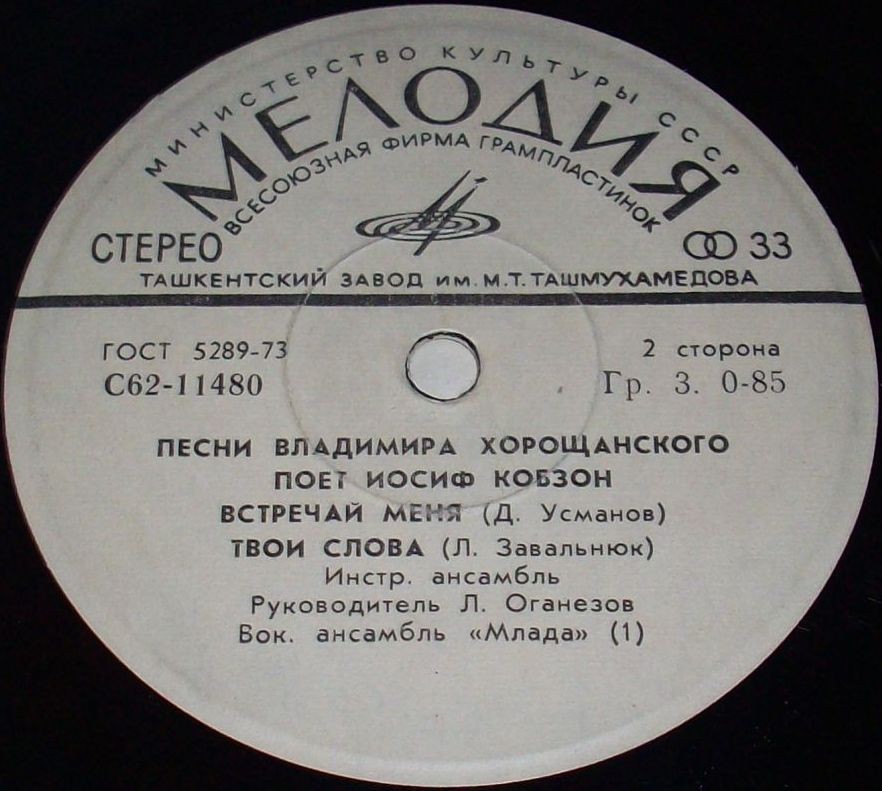 МИНИСТЕРСТВО КУЛЬТУРЫ СССР
МЕЛОДИЯ
ВСЕСОЮЗНАЯ ФИРМА ГРАМПЛАСТИНОК
СТЕРЕО 33
ТАШКЕНТСКИЙ ЗАВОД ИМ. М.Т. ТАШМУХАМЕДОВА
ГОСТ 5289-73 2 сторона
С62-11480 Гр. 3. 0-85
ПЕСНИ ВЛАДИМИРА ХОРОЩАНСКОГО
ПОЕТ ИОСИФ КОБЗОН
ВСТРЕЧАЙ МЕНЯ (Д. Усманов)
ТВОИ СЛОВА (Л. Завальнюк)
Инстр. ансамбль
Руководитель Л. Оганезов
Вок. ансамбль «Млада» (1)